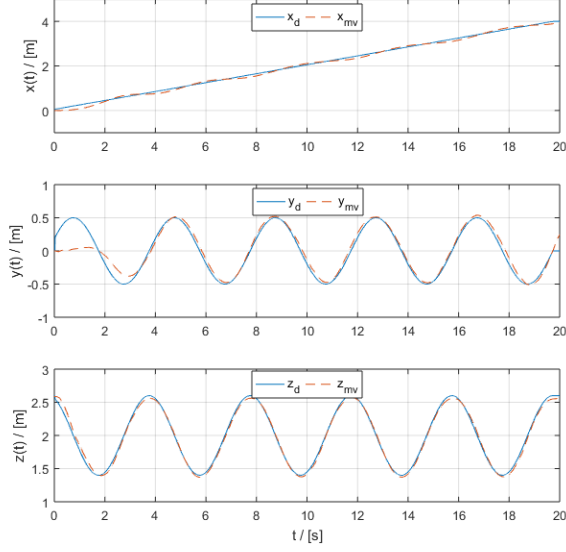 x_d x_mv
4
2
0
x(t) / [m]
0 2 4 6 8 10 12 14 16 18 20
y_d y_mv
1
0.5
0
-0.5
-1
y(t) / [m]
0 2 4 6 8 10 12 14 16 18 20
z_d z_mv
3
2.5
2
1.5
1
z(t) / [m]
0 2 4 6 8 10 12 14 16 18 20
t / [s]